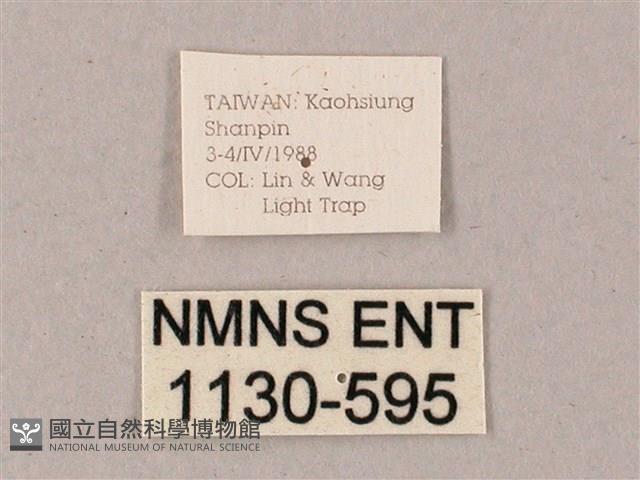 TAIWAN: Kaohsiung
Shanpin
3-4/IV/1988
COL: Lin & Wang
Light Trap
NMNS ENT
1130-595
國立自然科學博物館
NATIONAL MUSEUM OF NATURAL SCIENCE